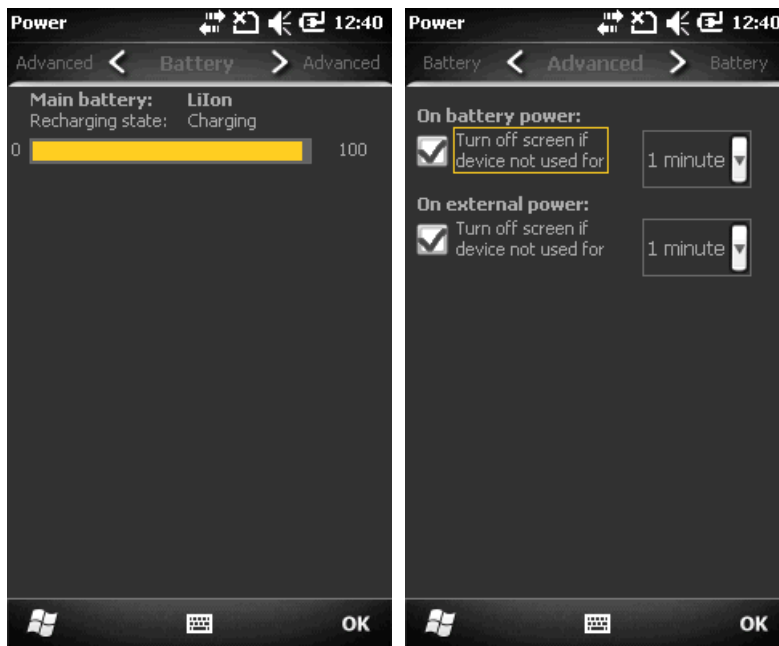 Power 12:40
Advanced Battery Advanced
Main battery: LiIon
Recharging state: Charging
0 100
OK
Power 12:40
Battery Advanced Battery
On battery power:
Turn off screen if
device not used for
1 minute
On external power:
Turn off screen if
device not used for
1 minute
OK